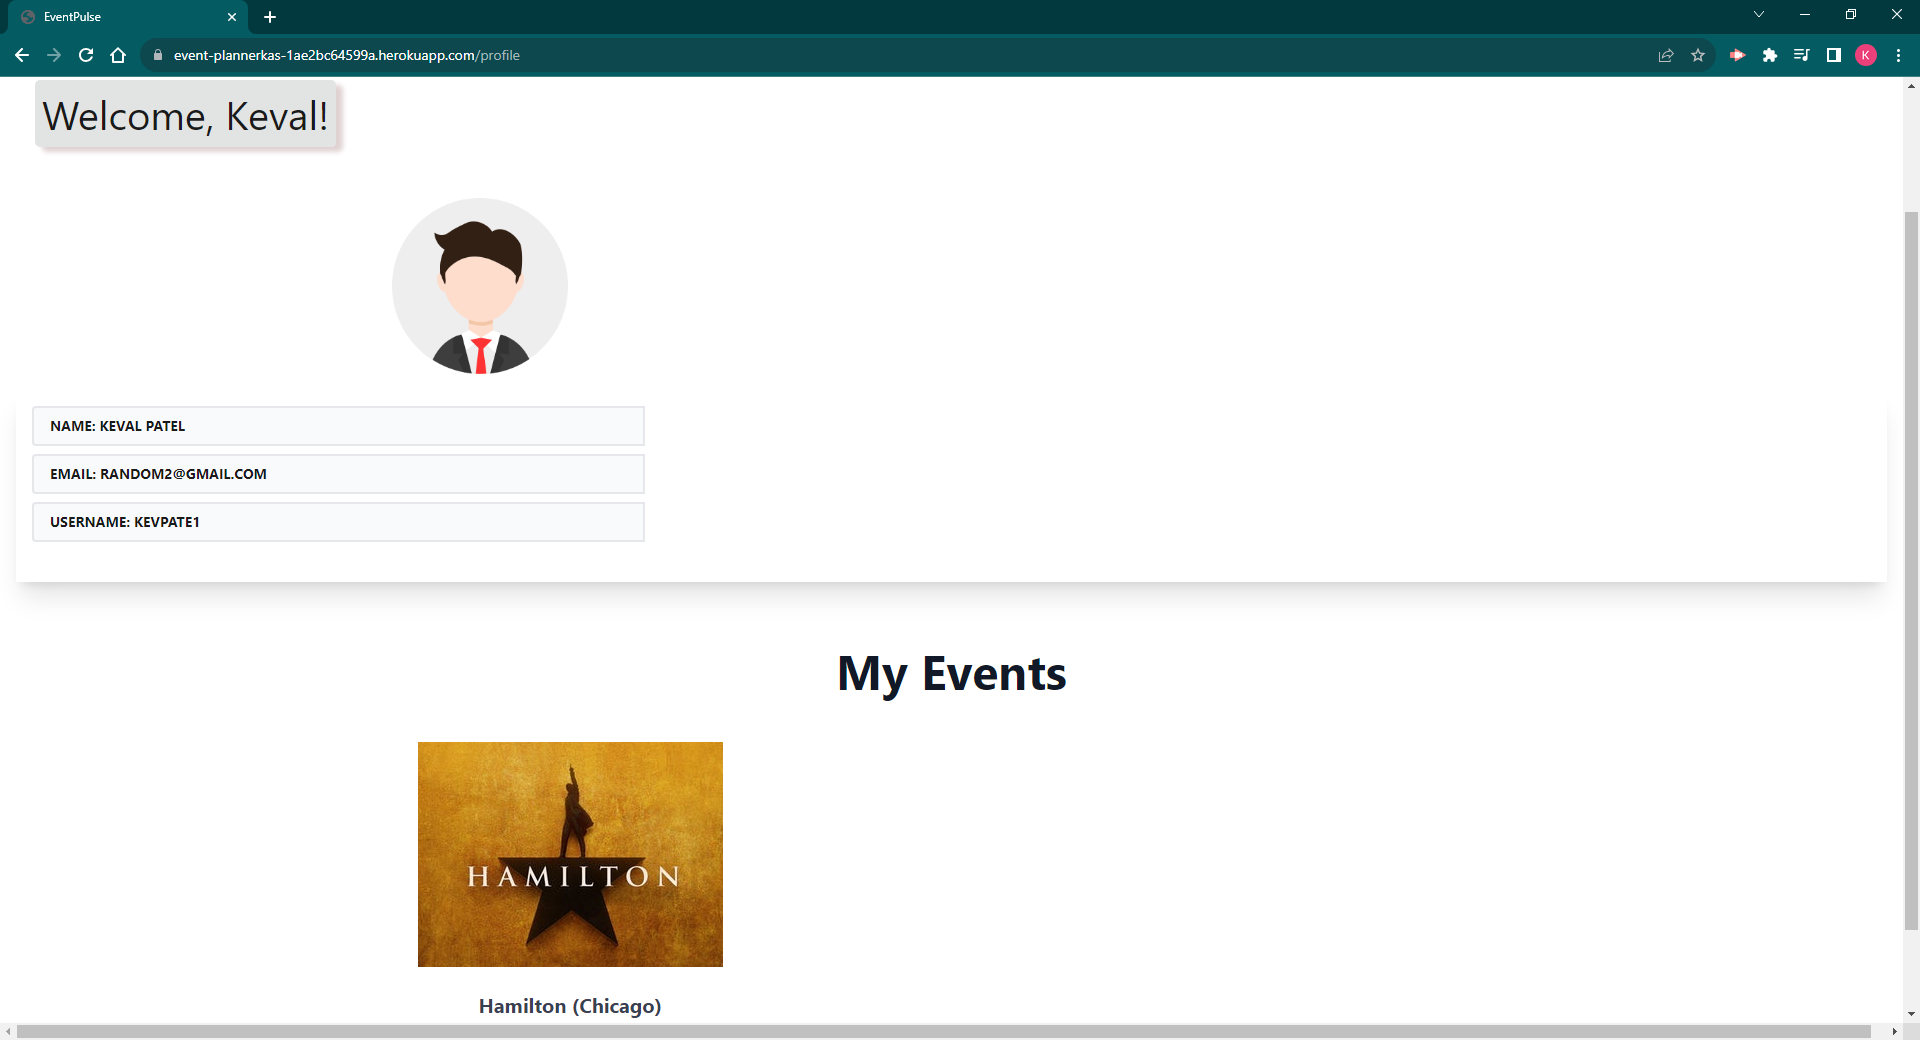 EventPulse
event-plannerkas-1ae2bc64599a.herokuapp.com/profile
K
Welcome, Keval!
NAME: KEVAL PATEL
EMAIL: RANDOM2@GMAIL.COM
USERNAME: KEVPATE1
My Events
HAMILTON
Hamilton (Chicago)